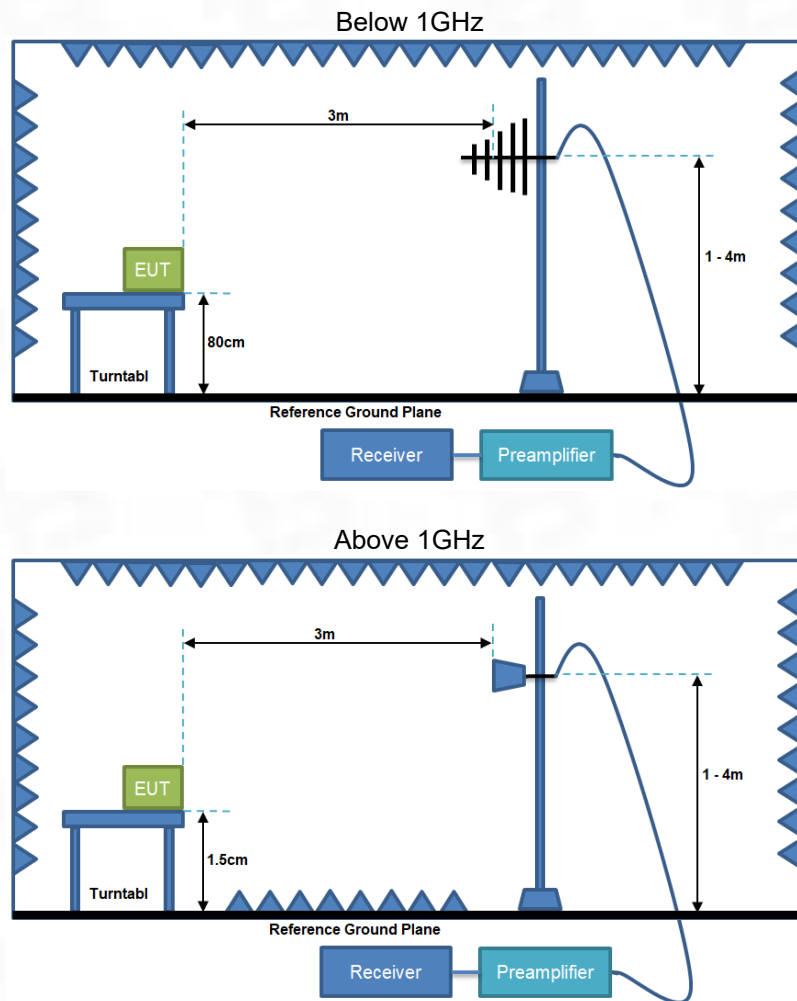 Below 1GHz
3m
EUT
1 - 4m
80cm
Turntabl
Reference Ground Plane
Receiver
Preamplifier
Above 1GHz
3m
EUT
1 - 4m
1.5cm
Turntabl
Reference Ground Plane
Receiver
Preamplifier